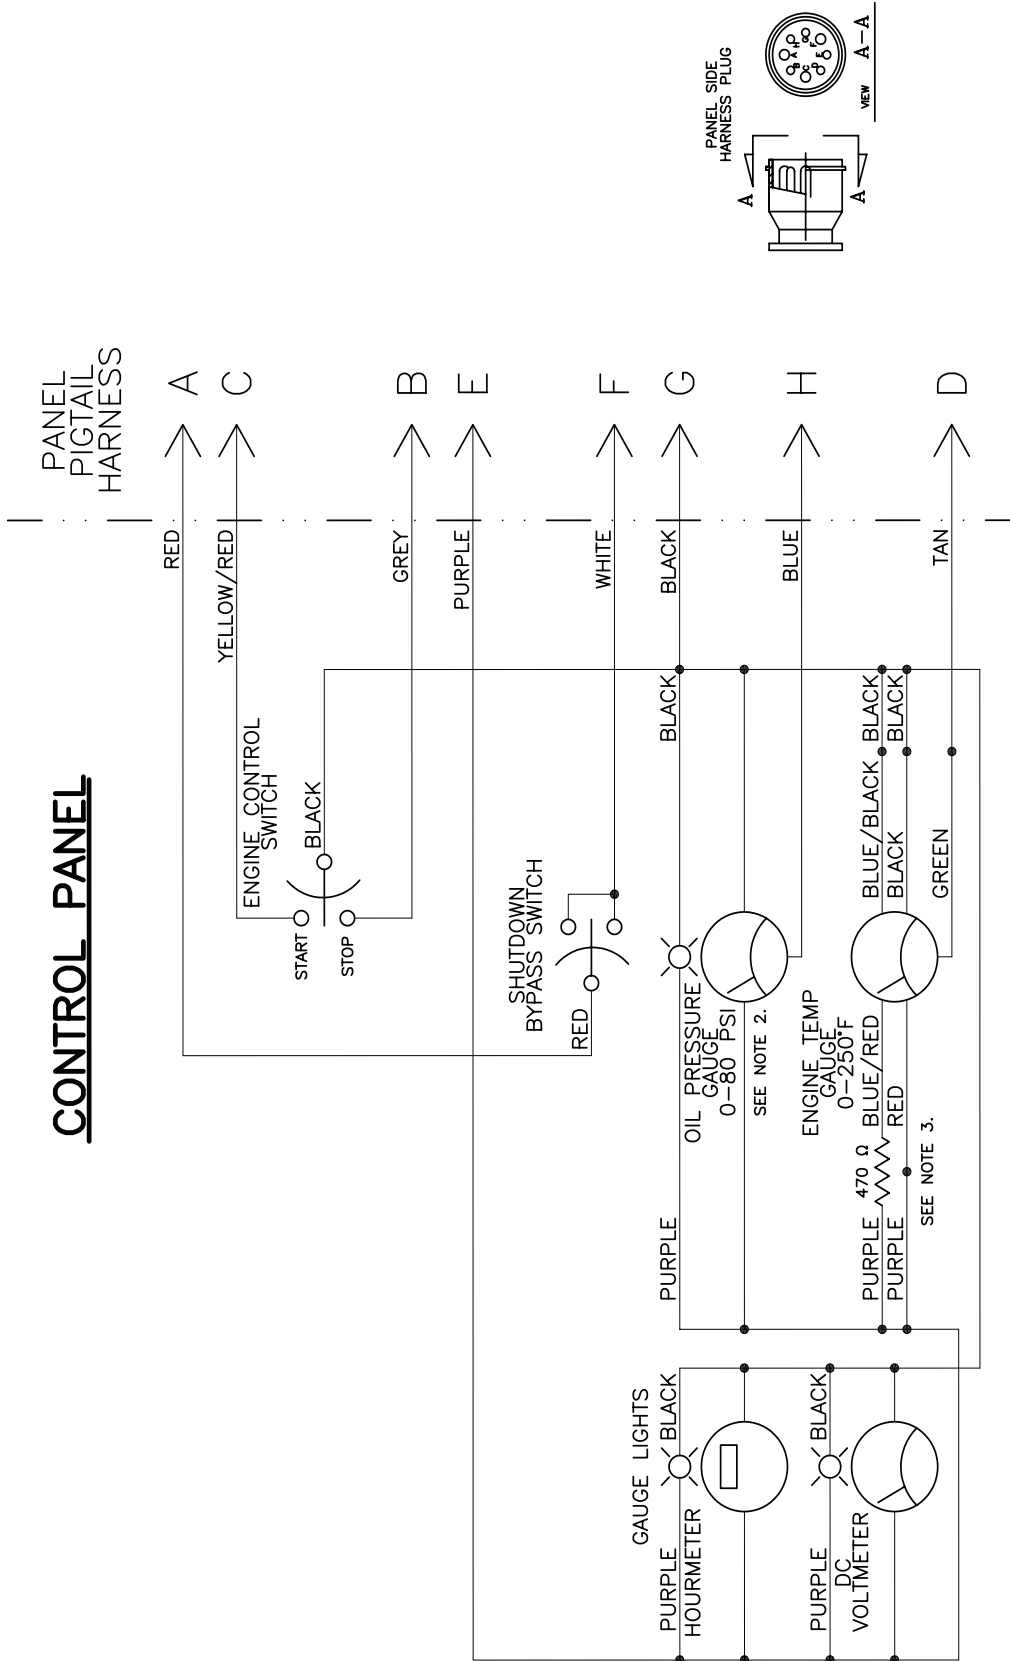 CONTROL PANEL
PANEL
PIGTAIL
HARNESS
A
C
B
E
F
G
H
D
RED
YELLOW/RED
GREY
PURPLE
WHITE
BLACK
BLUE
TAN
ENGINE CONTROL
SWITCH
START
STOP
BLACK
SHUTDOWN
BYPASS SWITCH
RED
BLACK
OIL PRESSURE
GAUGE
0-80 PSI
SEE NOTE 2.
PURPLE
ENGINE TEMP
GAUGE
0-250°F
BLUE/BLACK
BLACK
BLACK
BLACK
GREEN
BLUE/RED
RED
470 Ω
PURPLE
PURPLE
SEE NOTE 3.
GAUGE LIGHTS
PURPLE
BLACK
HOURMETER
PURPLE
BLACK
DC
VOLTMETER
PANEL SIDE
HARNESS PLUG
A
A
A
B
C
D
E
F
G
H
VIEW A-A